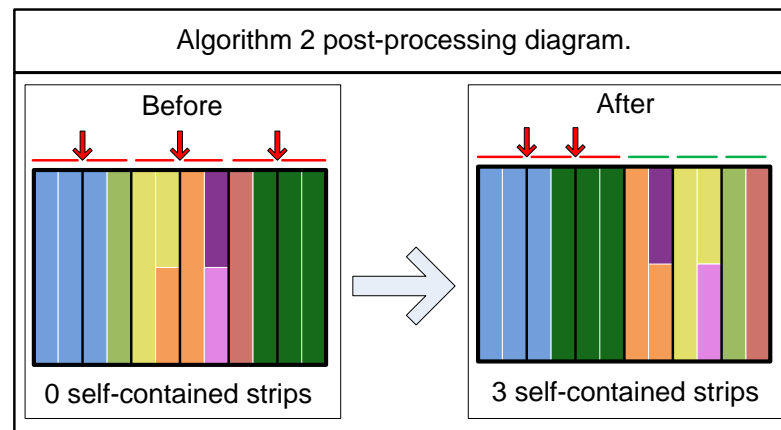 Algorithm 2 post-processing diagram.
Before
After
0 self-contained strips
3 self-contained strips